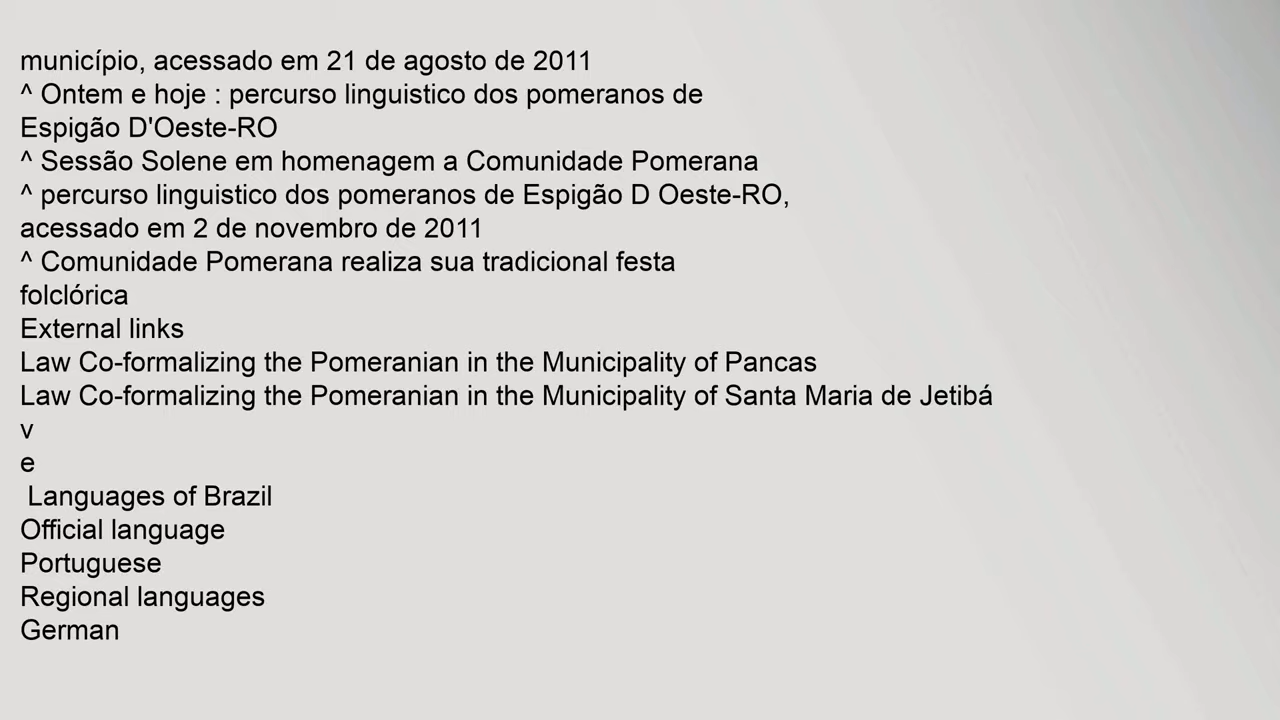 município, acessado em 21 de agosto de 2011
^ Ontem e hoje : percurso linguistico dos pomeranos de
Espigão D'Oeste-RO
^ Sessão Solene em homenagem a Comunidade Pomerana
^ percurso linguistico dos pomeranos de Espigão D Oeste-RO,
acessado em 2 de novembro de 2011
^ Comunidade Pomerana realiza sua tradicional festa
folclórica
External links
Law Co-formalizing the Pomeranian in the Municipality of Pancas
Law Co-formalizing the Pomeranian in the Municipality of Santa Maria de Jetibá
v
e
Languages of Brazil
Official language
Portuguese
Regional languages
German